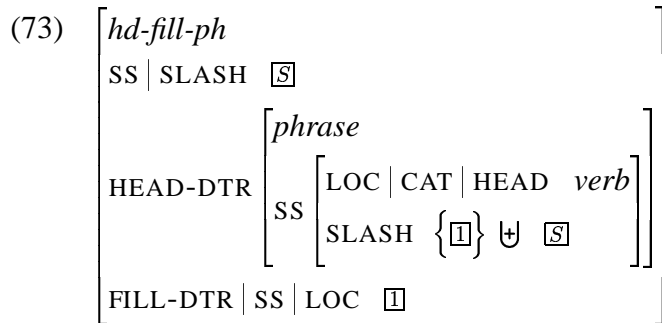 (73) hd-fill-ph
SS | SLASH [S]
HEAD-DTR phrase
SS LOC | CAT | HEAD verb
SLASH {[1]} ⊎ [S]
FILL-DTR | SS | LOC [1]